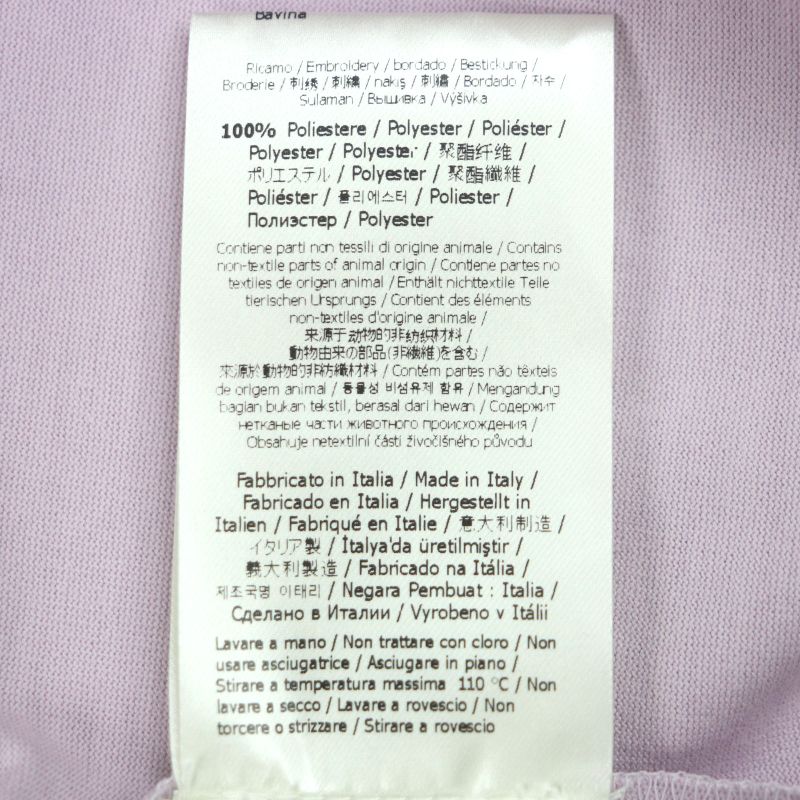 Bavlna
Ricamo / Embroidery / bordado / Bestickung /
Broderie / 刺绣 / 刺繍 / nakış / 刺繡 / Bordado / 자수 /
Sulaman / Вышивка / Výšivka
100% Poliestere / Polyester / Poliéster /
Polyester / Polyester / 聚酯纤维 /
ポリエステル / Polyester / 聚酯纖維 /
Poliéster / 폴리에스터 / Poliester /
Полиэстер / Polyester
Contiene parti non tessili di origine animale / Contains
non-textile parts of animal origin / Contiene partes no
textiles de origen animal / Enthält nichttextile Teile
tierischen Ursprungs / Contient des éléments
non-textiles d'origine animale /
来源于动物的非纺织材料 /
動物由来の部品(非繊維)を含む /
來源於動物的非紡織材料 / Contém partes não têxteis
de origem animal / 동물성 비섬유제 함유 / Mengandung
bagian bukan tekstil, berasal dari hewan / Содержит
нетканые части животного происхождения /
Obsahuje netextilní části živočišného původu
Fabbricato in Italia / Made in Italy /
Fabricado en Italia / Hergestellt in
Italien / Fabriqué en Italie / 意大利制造 /
イタリア製 / İtalya'da üretilmiştir /
義大利製造 / Fabricado na Itália /
제조국명 이태리 / Negara Pembuat : Italia /
Сделано в Италии / Vyrobeno v Itálii
Lavare a mano / Non trattare con cloro / Non
usare asciugatrice / Asciugare in piano /
Stirare a temperatura massima 110 °C / Non
lavare a secco / Lavare a rovescio / Non
torcere o strizzare / Stirare a rovescio